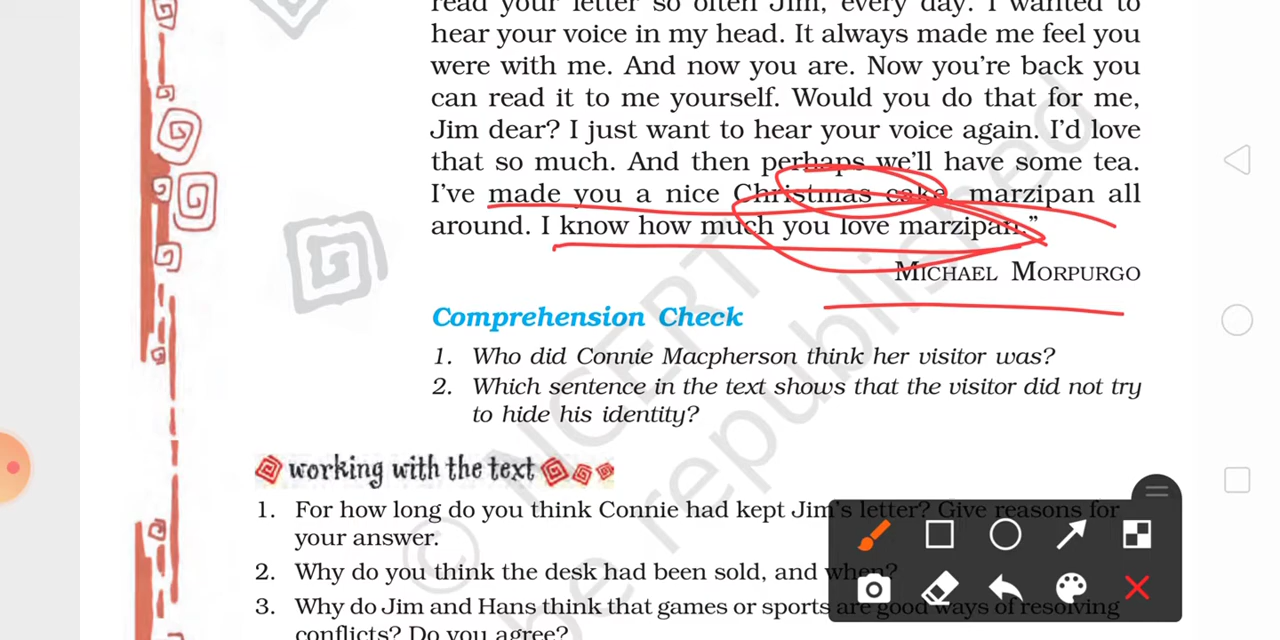 read your letter so often Jim, every day. I wanted to
hear your voice in my head. It always made me feel you
were with me. And now you are. Now you're back you
can read it to me yourself. Would you do that for me,
Jim dear? I just want to hear your voice again. I'd love
that so much. And then perhaps we'll have some tea.
I've made you a nice Christmas cake, marzipan all
around. I know how much you love marzipan."
MICHAEL MORPURGO
Comprehension Check
1. Who did Connie Macpherson think her visitor was?
2. Which sentence in the text shows that the visitor did not try
to hide his identity?
working with the text
1. For how long do you think Connie had kept Jim's letter? Give reasons for
your answer.
2. Why do you think the desk had been sold, and when?
3. Why do Jim and Hans think that games or sports are good ways of resolving
conflicts? Do you agree?
© NCERT
be republished